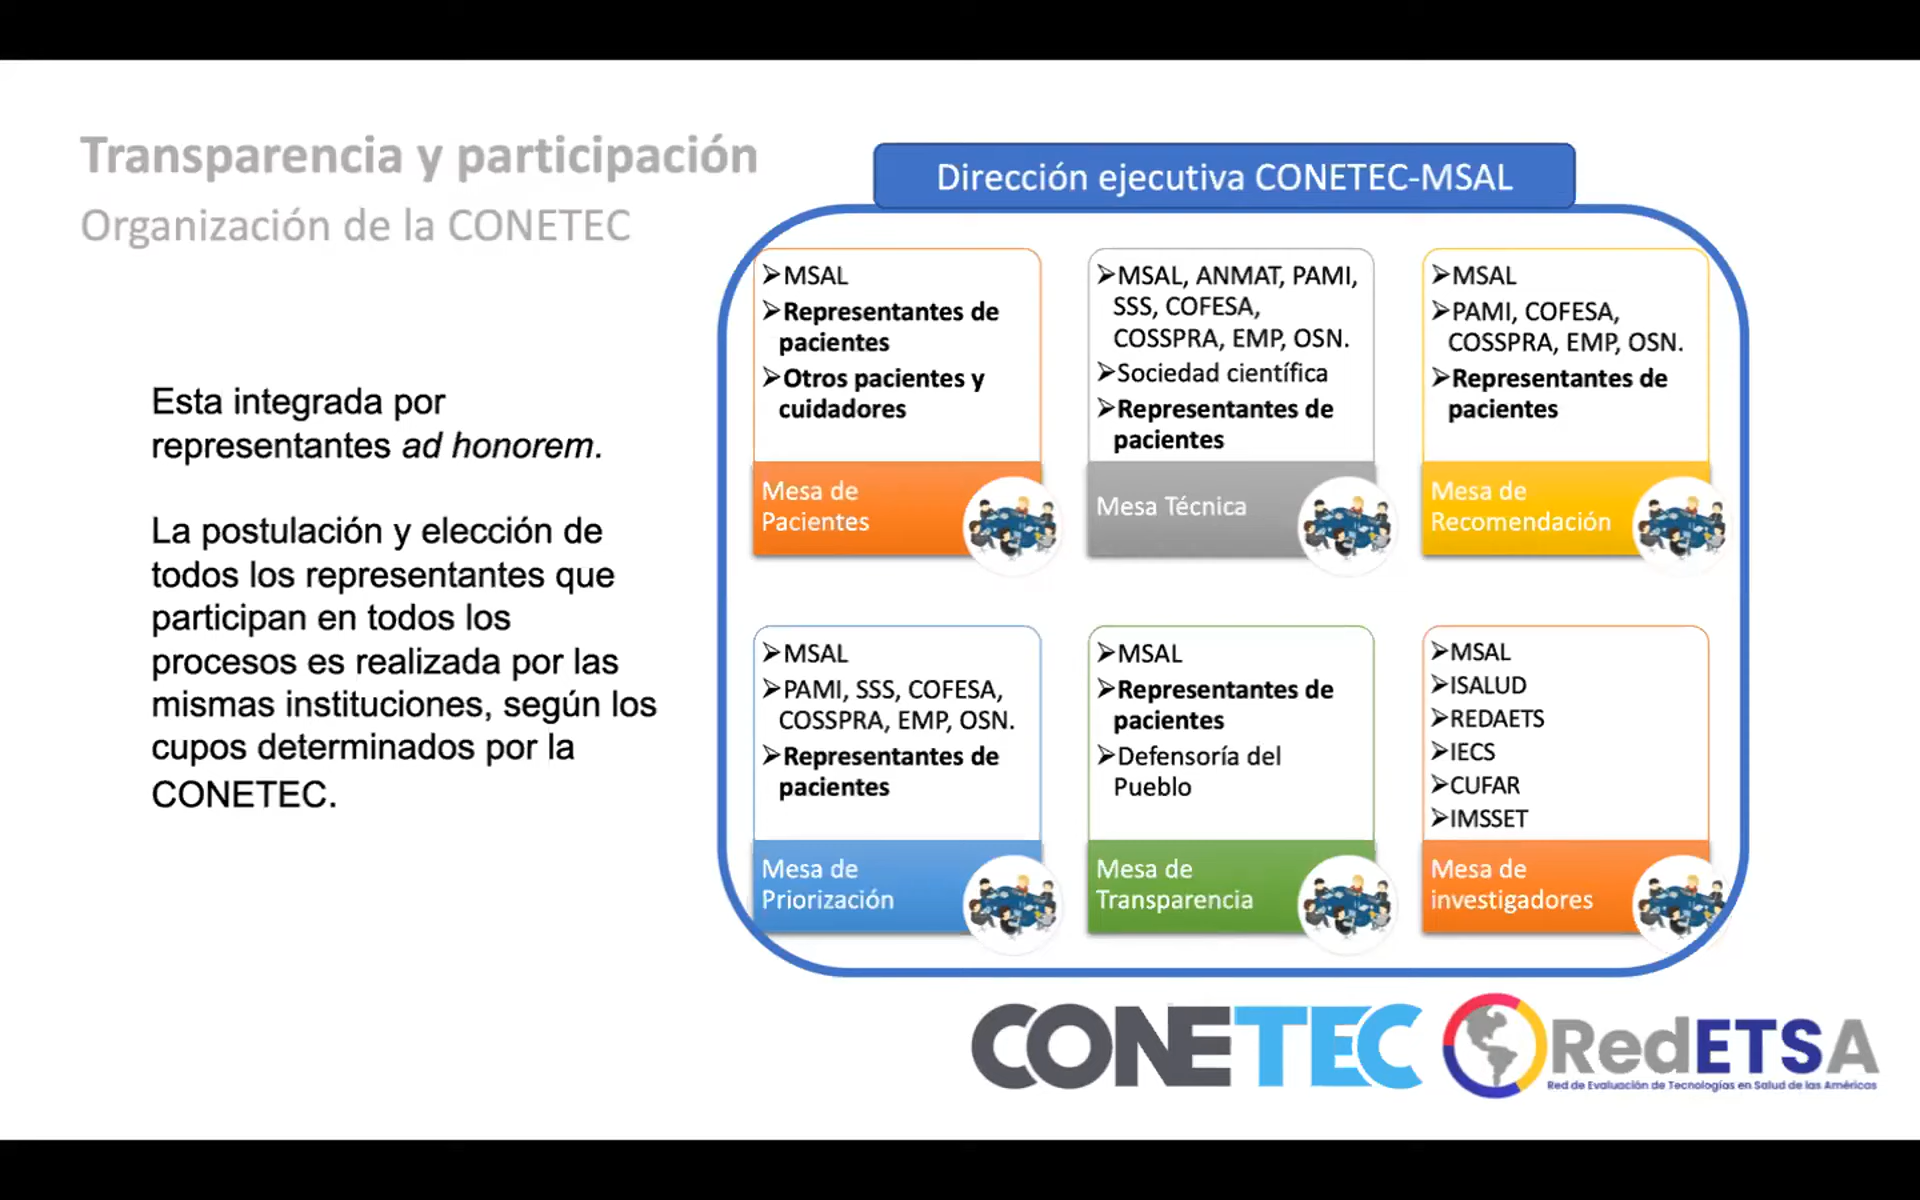 Transparencia y participación
Organización de la CONETEC
Esta integrada por
representantes ad honorem.
La postulación y elección de
todos los representantes que
participan en todos los
procesos es realizada por las
mismas instituciones, según los
cupos determinados por la
CONETEC.
Dirección ejecutiva CONETEC-MSAL
➢MSAL
➢Representantes de
pacientes
➢Otros pacientes y
cuidadores
Mesa de
Pacientes
➢MSAL, ANMAT, PAMI,
SSS, COFESA,
COSSPRA, EMP, OSN.
➢Sociedad científica
➢Representantes de
pacientes
Mesa Técnica
➢MSAL
➢PAMI, COFESA,
COSSPRA, EMP, OSN.
➢Representantes de
pacientes
Mesa de
Recomendación
➢MSAL
➢PAMI, SSS, COFESA,
COSSPRA, EMP, OSN.
➢Representantes de
pacientes
Mesa de
Priorización
➢MSAL
➢Representantes de
pacientes
➢Defensoría del
Pueblo
Mesa de
Transparencia
➢MSAL
➢ISALUD
➢REDAETS
➢IECS
➢CUFAR
➢IMSSET
Mesa de
investigadores
CONETEC
RedETSA
Red de Evaluación de Tecnologías en Salud de las Américas